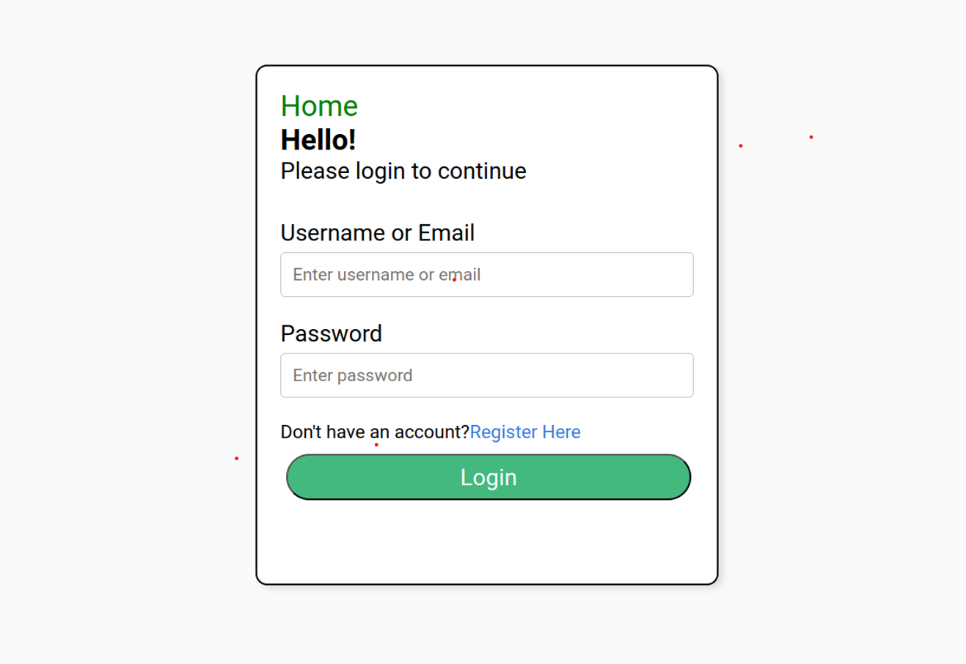 Home
Hello!
Please login to continue
Username or Email
Enter username or email
Password
Enter password
Don't have an account?Register Here
Login